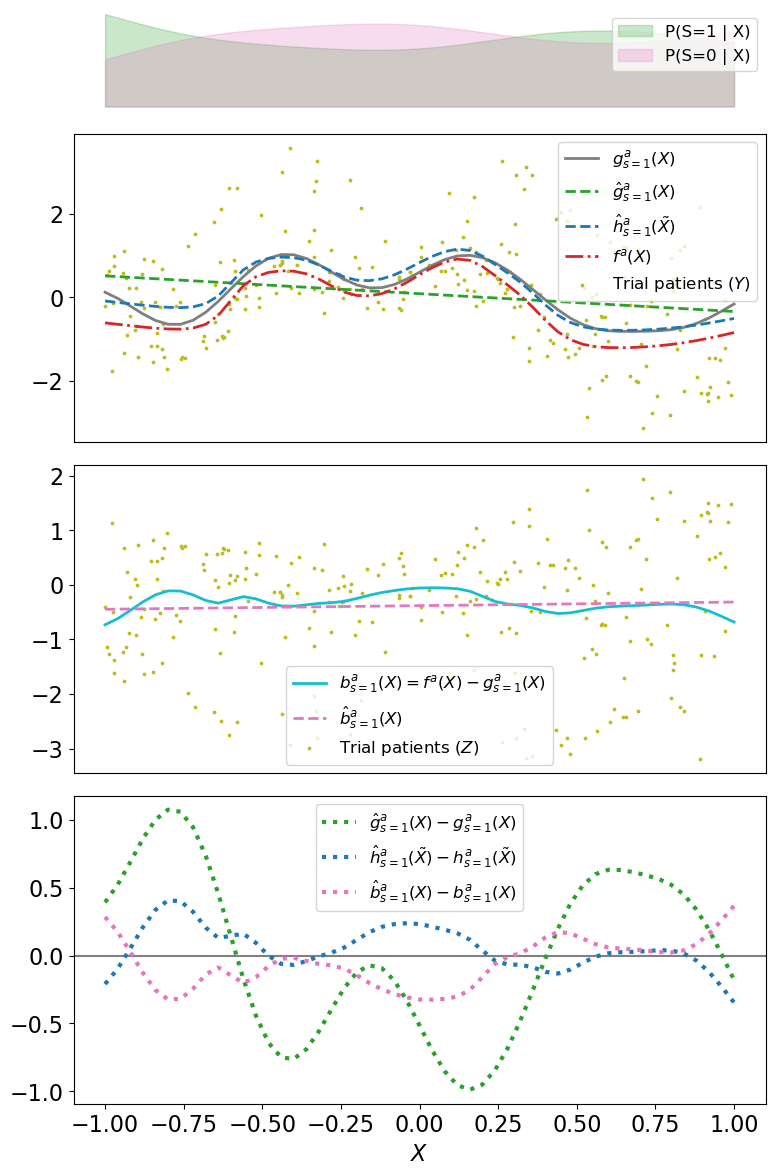 P(S=1 | X)
P(S=0 | X)
2
0
−2
g^a_{s=1}(X)
ĝ^a_{s=1}(X)
ĥ^a_{s=1}(X̃)
f^a(X)
Trial patients (Y)
2
1
0
−1
−2
−3
b^a_{s=1}(X) = f^a(X) − g^a_{s=1}(X)
b̂^a_{s=1}(X)
Trial patients (Z)
1.0
0.5
0.0
−0.5
−1.0
ĝ^a_{s=1}(X) − g^a_{s=1}(X)
ĥ^a_{s=1}(X̃) − h^a_{s=1}(X̃)
b̂^a_{s=1}(X) − b^a_{s=1}(X)
−1.00 −0.75 −0.50 −0.25 0.00 0.25 0.50 0.75 1.00
X